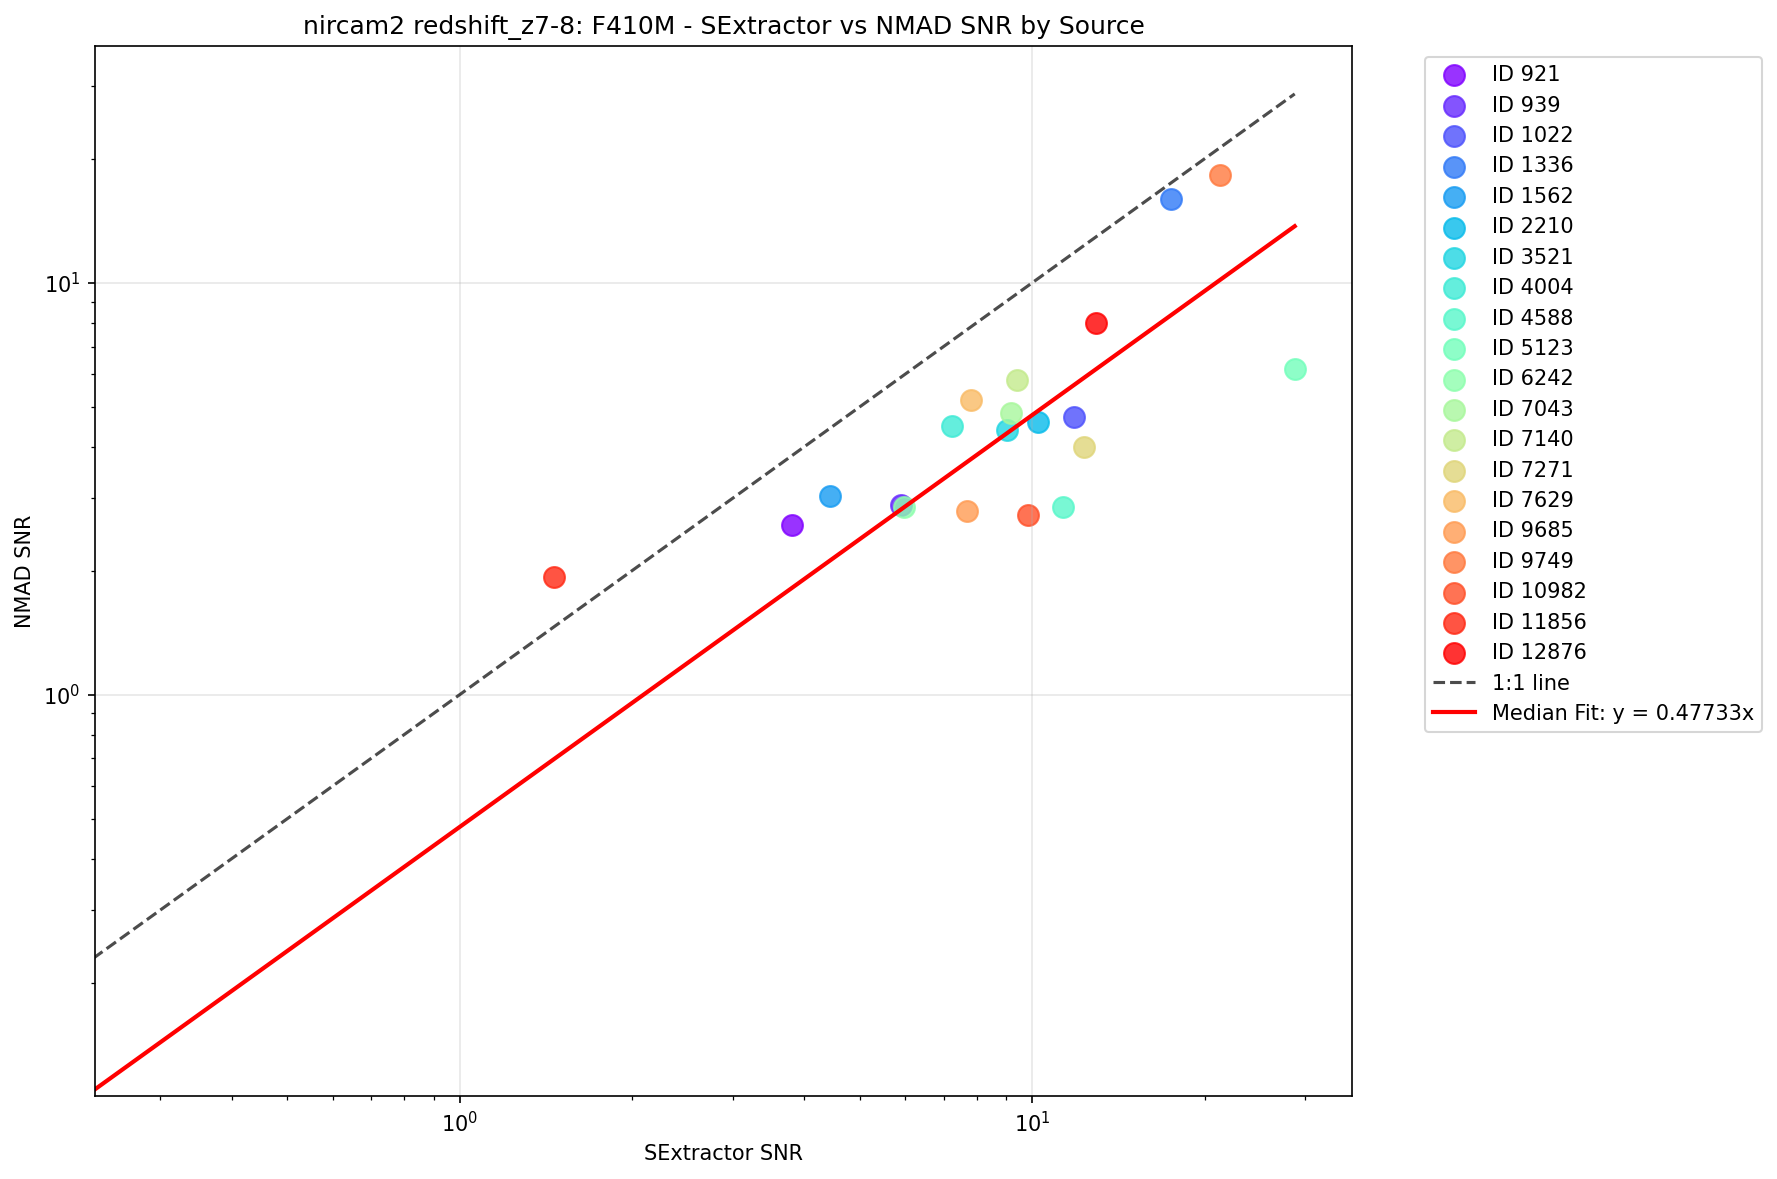 nircam2 redshift_z7-8: F410M - SExtractor vs NMAD SNR by Source
NMAD SNR
10¹
10⁰
10⁰
10¹
SExtractor SNR
ID 921
ID 939
ID 1022
ID 1336
ID 1562
ID 2210
ID 3521
ID 4004
ID 4588
ID 5123
ID 6242
ID 7043
ID 7140
ID 7271
ID 7629
ID 9685
ID 9749
ID 10982
ID 11856
ID 12876
1:1 line
Median Fit: y = 0.47733x